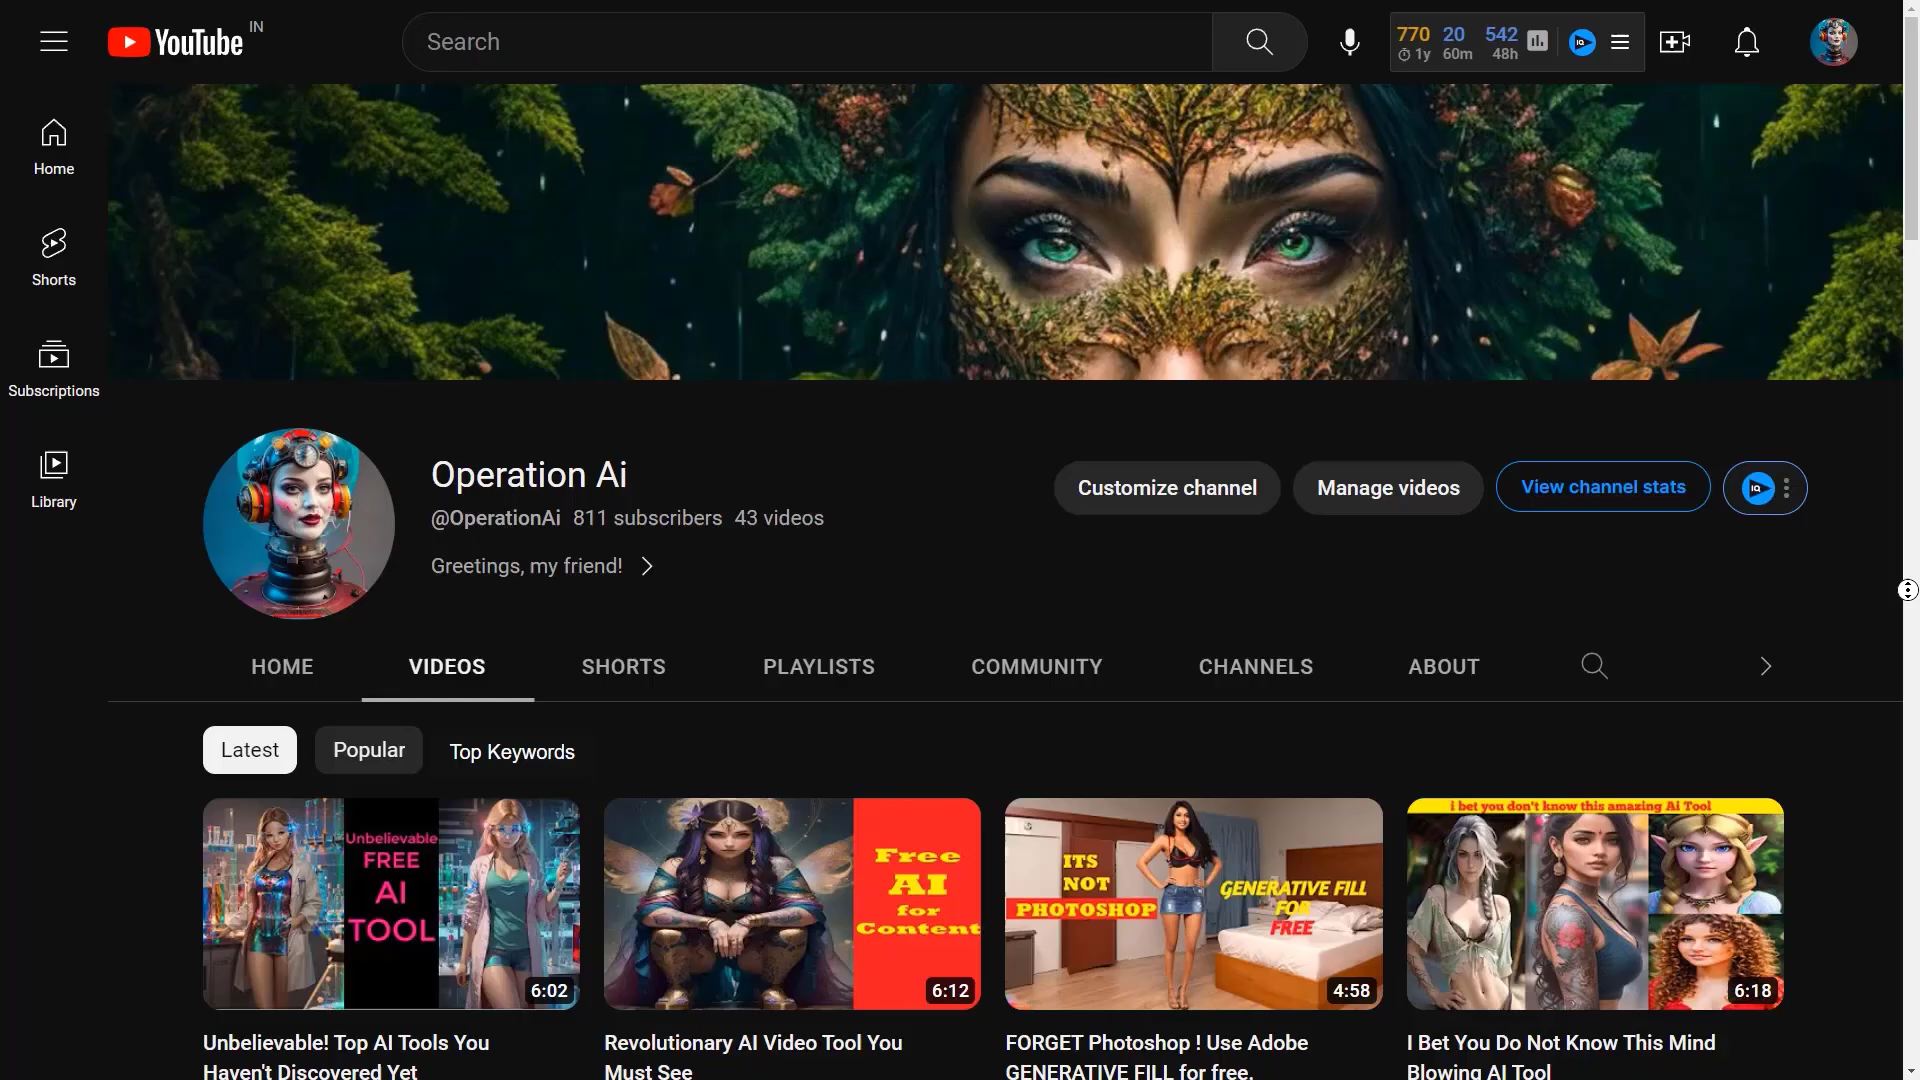 YouTube IN
Search
770 20 542
1y 60m 48h
IQ
Home
Shorts
Subscriptions
Library
Operation Ai
@OperationAi 811 subscribers 43 videos
Greetings, my friend!
Customize channel
Manage videos
View channel stats
IQ
HOME VIDEOS SHORTS PLAYLISTS COMMUNITY CHANNELS ABOUT
Latest Popular Top Keywords
Unbelievable
FREE
AI
TOOL
6:02
Free
AI
for
Content
6:12
ITS
NOT
PHOTOSHOP
GENERATIVE FILL
FOR
FREE
4:58
i bet you don't know this amazing Ai Tool
6:18
Unbelievable! Top AI Tools You
Haven't Discovered Yet
Revolutionary AI Video Tool You
Must See
FORGET Photoshop ! Use Adobe
GENERATIVE FILL for free.
I Bet You Do Not Know This Mind
Blowing AI Tool